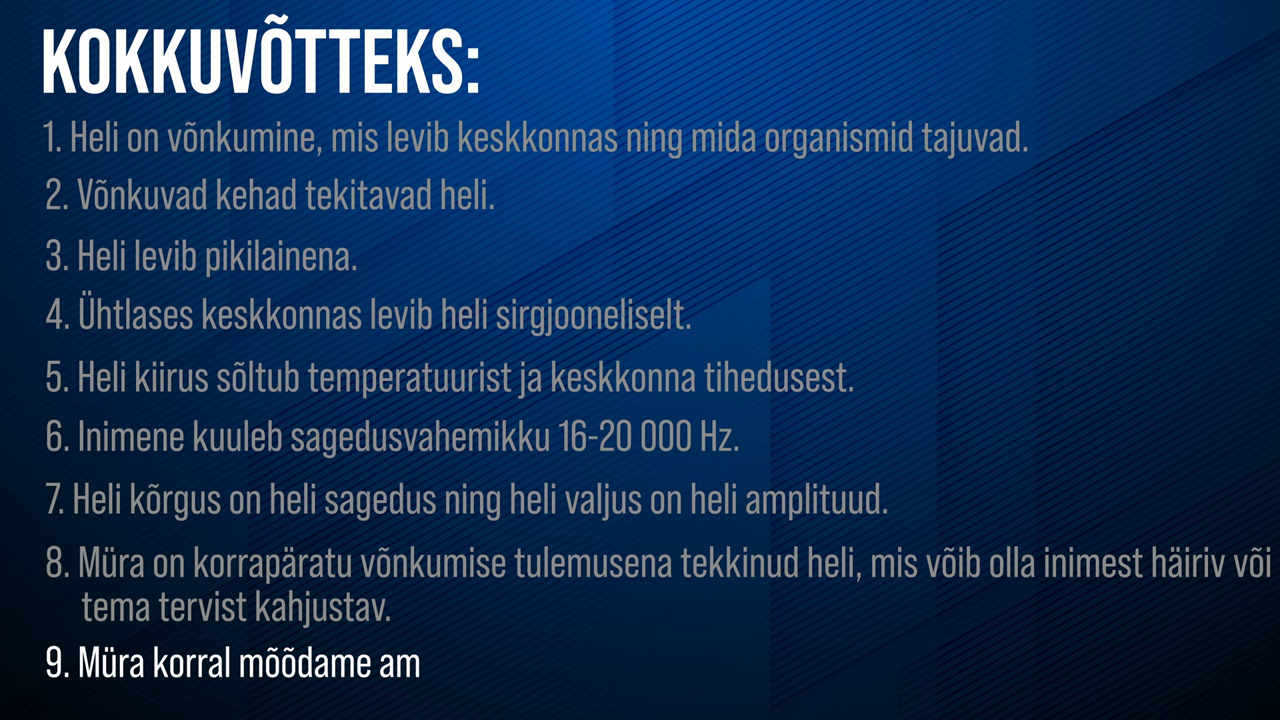 KOKKUVÕTTEKS:
1. Heli on võnkumine, mis levib keskkonnas ning mida organismid tajuvad.
2. Võnkuvad kehad tekitavad heli.
3. Heli levib pikilainena.
4. Ühtlases keskkonnas levib heli sirgjooneliselt.
5. Heli kiirus sõltub temperatuurist ja keskkonna tihedusest.
6. Inimene kuuleb sagedusvahemikku 16-20 000 Hz.
7. Heli kõrgus on heli sagedus ning heli valjus on heli amplituud.
8. Müra on korrapäratu võnkumise tulemusena tekkinud heli, mis võib olla inimest häiriv või
tema tervist kahjustav.
9. Müra korral mõõdame am